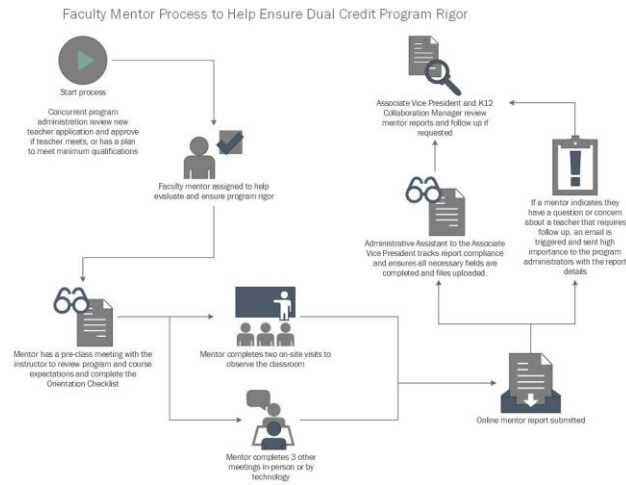 Faculty Mentor Process to Help Ensure Dual Credit Program Rigor
Start process
Concurrent program
administration review new
teacher application and approve
if teacher meets, or has a plan
to meet minimum qualifications
Faculty mentor assigned to help
evaluate and ensure program rigor
Mentor has a pre-class meeting with the
instructor to review program and course
expectations and complete the
Orientation Checklist
Mentor completes two on-site visits to
observe the classroom
Mentor completes 3 other
meetings in-person or by
technology
Online mentor report submitted
Administrative Assistant to the Associate
Vice President tracks report compliance
and ensures all necessary fields are
completed and files uploaded.
If a mentor indicates they
have a question or concern
about a teacher that requires
follow up, an email is
triggered and sent high
importance to the program
administrators with the report
details
Associate Vice President and K12
Collaboration Manager review
mentor reports and follow up if
requested